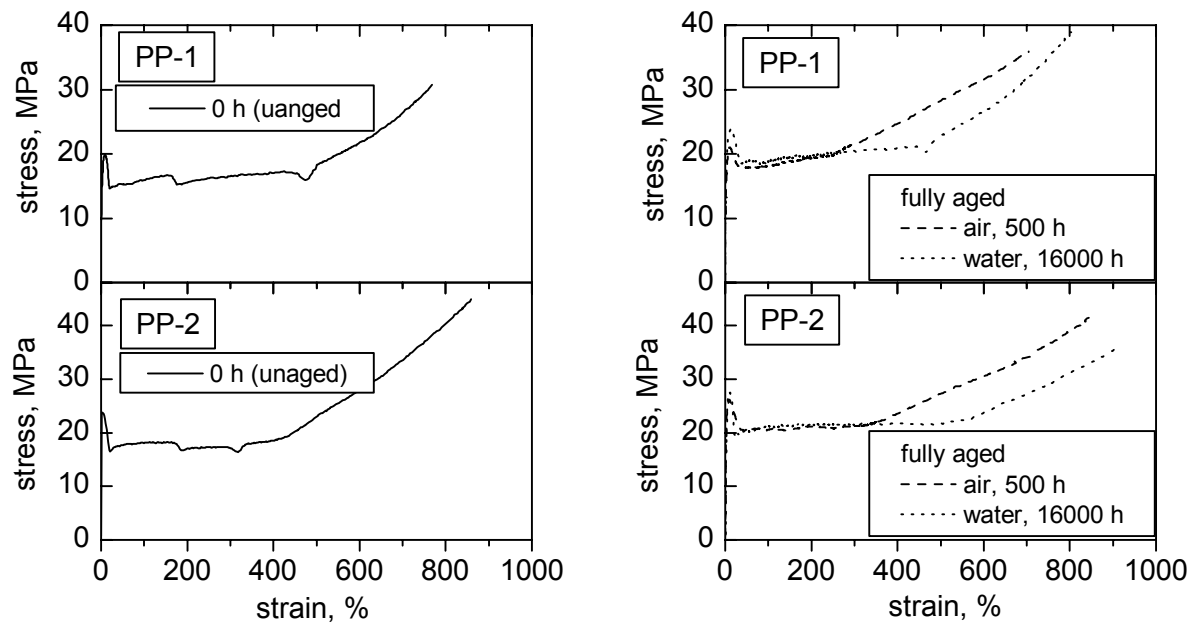 40
PP-1
30
0 h (uanged
20
10
0
stress, MPa
PP-2
40
0 h (unaged)
30
20
10
0
stress, MPa
0 200 400 600 800 1000
strain, %
40
PP-1
30
20
10
0
stress, MPa
fully aged
air, 500 h
water, 16000 h
PP-2
40
30
20
10
0
stress, MPa
fully aged
air, 500 h
water, 16000 h
0 200 400 600 800 1000
strain, %